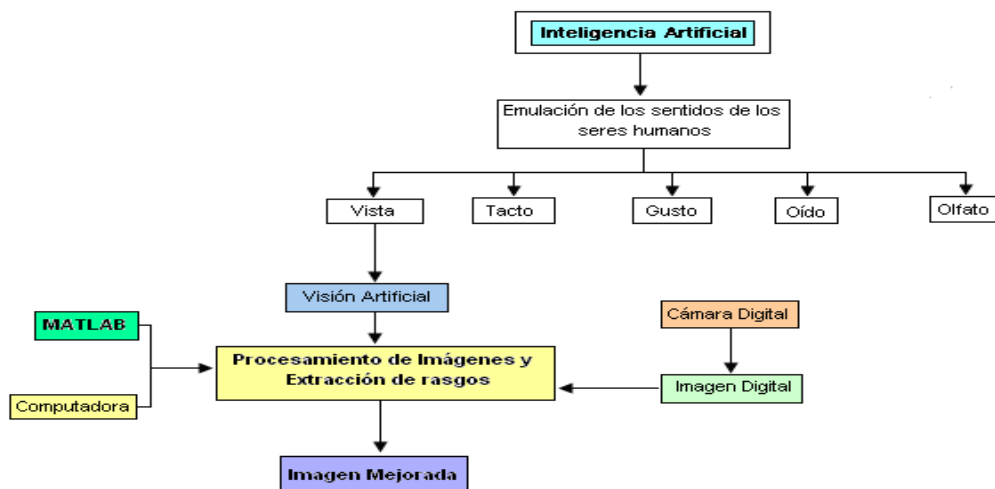 Inteligencia Artificial
Emulación de los sentidos de los
seres humanos
Vista
Tacto
Gusto
Oído
Olfato
Visión Artificial
MATLAB
Cámara Digital
Procesamiento de Imágenes y
Extracción de rasgos
Imagen Digital
Computadora
Imagen Mejorada